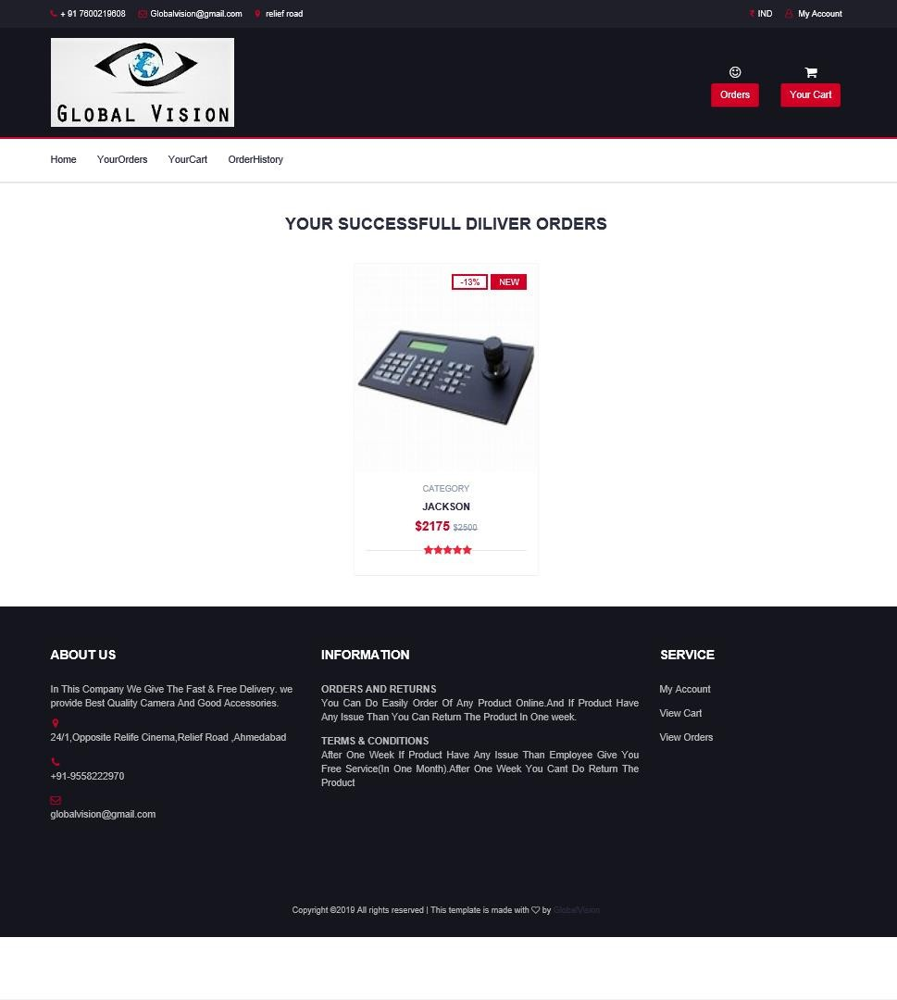 + 91 7600219608 Globalvision@gmail.com relief road ₹ IND My Account
GLOBAL VISION
Orders Your Cart
Home YourOrders YourCart OrderHistory
YOUR SUCCESSFULL DILIVER ORDERS
-13% NEW
CATEGORY
JACKSON
$2175 $2500
ABOUT US
In This Company We Give The Fast & Free Delivery. we
provide Best Quality Camera And Good Accessories.
24/1,Opposite Relife Cinema,Relief Road ,Ahmedabad
+91-9558222970
globalvision@gmail.com
INFORMATION
ORDERS AND RETURNS
You Can Do Easily Order Of Any Product Online.And If Product Have
Any Issue Than You Can Return The Product In One week.
TERMS & CONDITIONS
After One Week If Product Have Any Issue Than Employee Give You
Free Service(In One Month).After One Week You Cant Do Return The
Product
SERVICE
My Account
View Cart
View Orders
Copyright ©2019 All rights reserved | This template is made with ♡ by GlobalVision